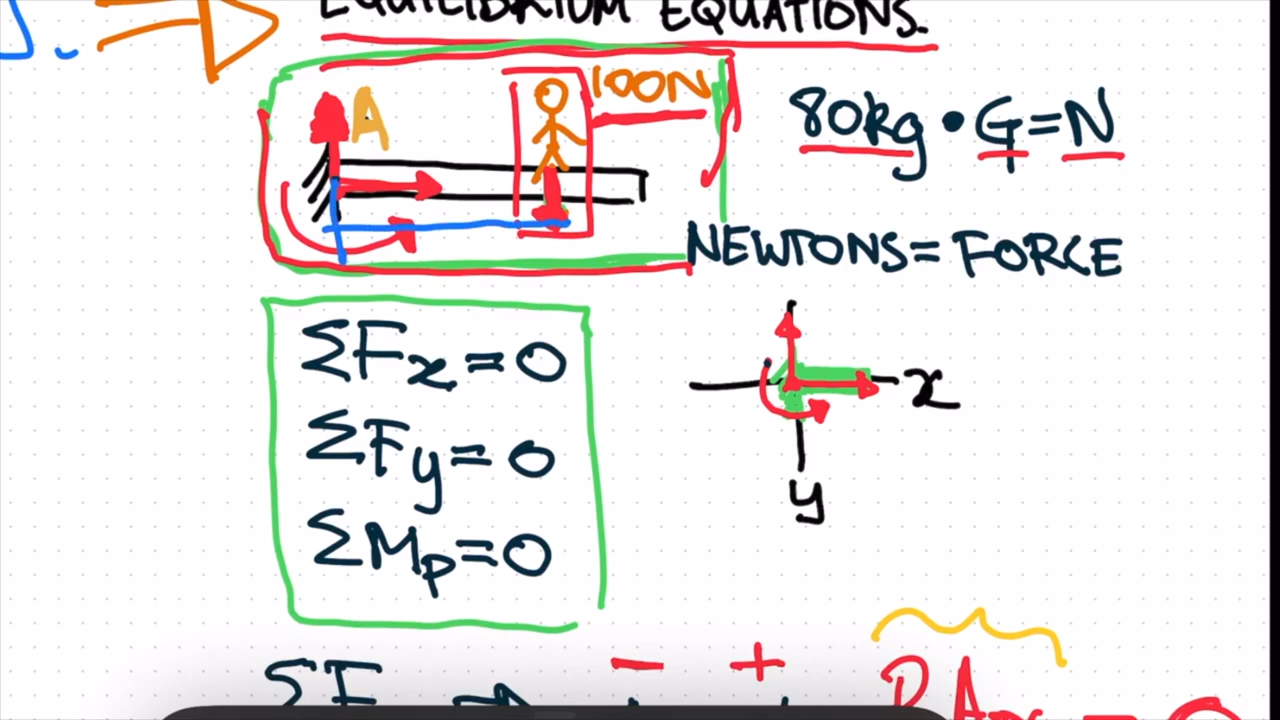 EQUILIBRIUM EQUATIONS.
A
100N
80kg • G = N
NEWTONS = FORCE
ΣFx = 0
ΣFy = 0
ΣMp = 0
x
y
- +